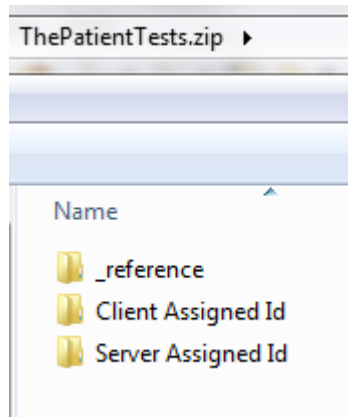 ThePatientTests.zip
Name
_reference
Client Assigned Id
Server Assigned Id